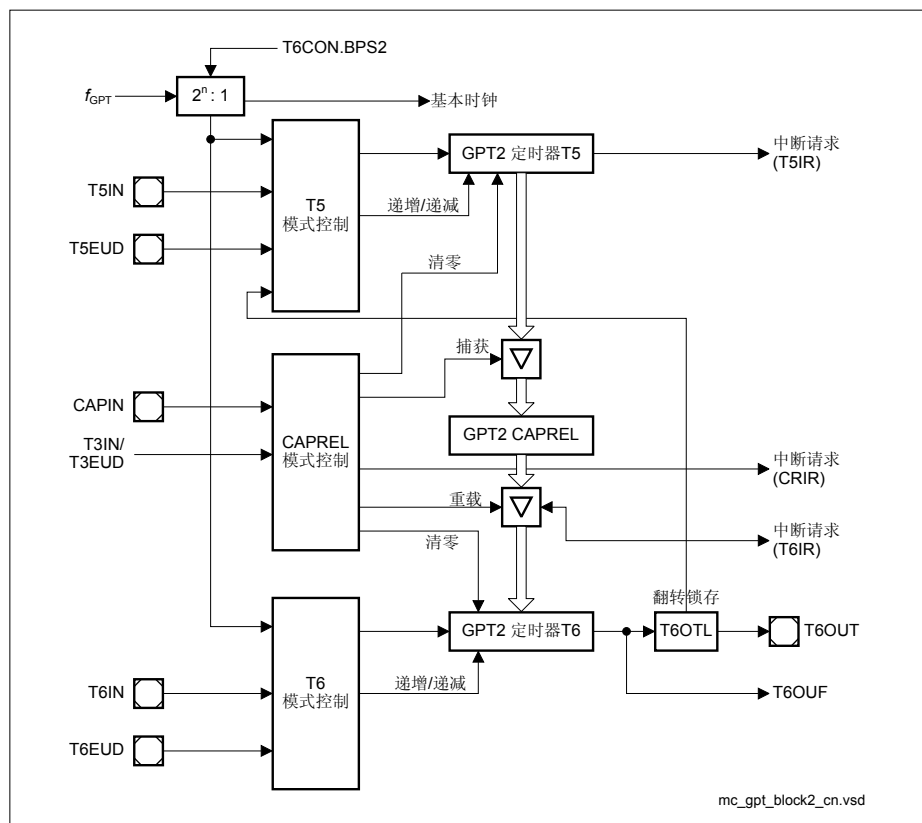 T6CON.BPS2
fGPT
2ⁿ : 1
基本时钟
T5IN
T5EUD
T5
模式控制
GPT2 定时器T5
中断请求
(T5IR)
递增/递减
清零
捕获
CAPIN
T3IN/
T3EUD
CAPREL
模式控制
GPT2 CAPREL
中断请求
(CRIR)
重载
中断请求
(T6IR)
清零
翻转锁存
GPT2 定时器T6
T6OTL
T6OUT
T6
模式控制
递增/递减
T6IN
T6OUF
T6EUD
mc_gpt_block2_cn.vsd